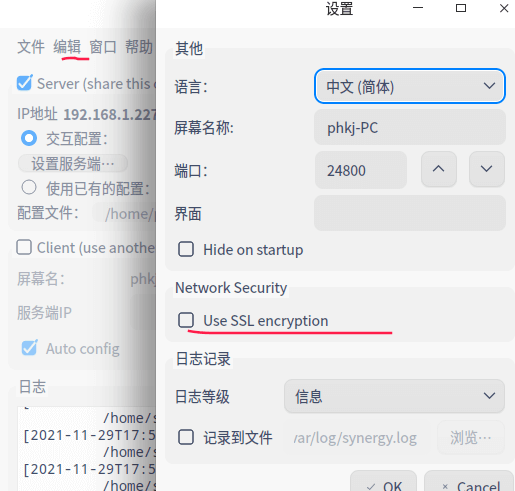 设置
文件 编辑 窗口 帮助
Server (share this
IP地址 192.168.1.227
交互配置:
设置服务端…
使用已有的配置:
配置文件: /home/
Client (use anothe
屏幕名: phkj
服务端IP
Auto config
日志
/home/s
[2021-11-29T17:5
/home/s
[2021-11-29T17:5
/home/s
其他
语言: 中文 (简体)
屏幕名称: phkj-PC
端口: 24800
界面
Hide on startup
Network Security
Use SSL encryption
日志记录
日志等级 信息
记录到文件 /ar/log/synergy.log 浏览…
OK Cancel